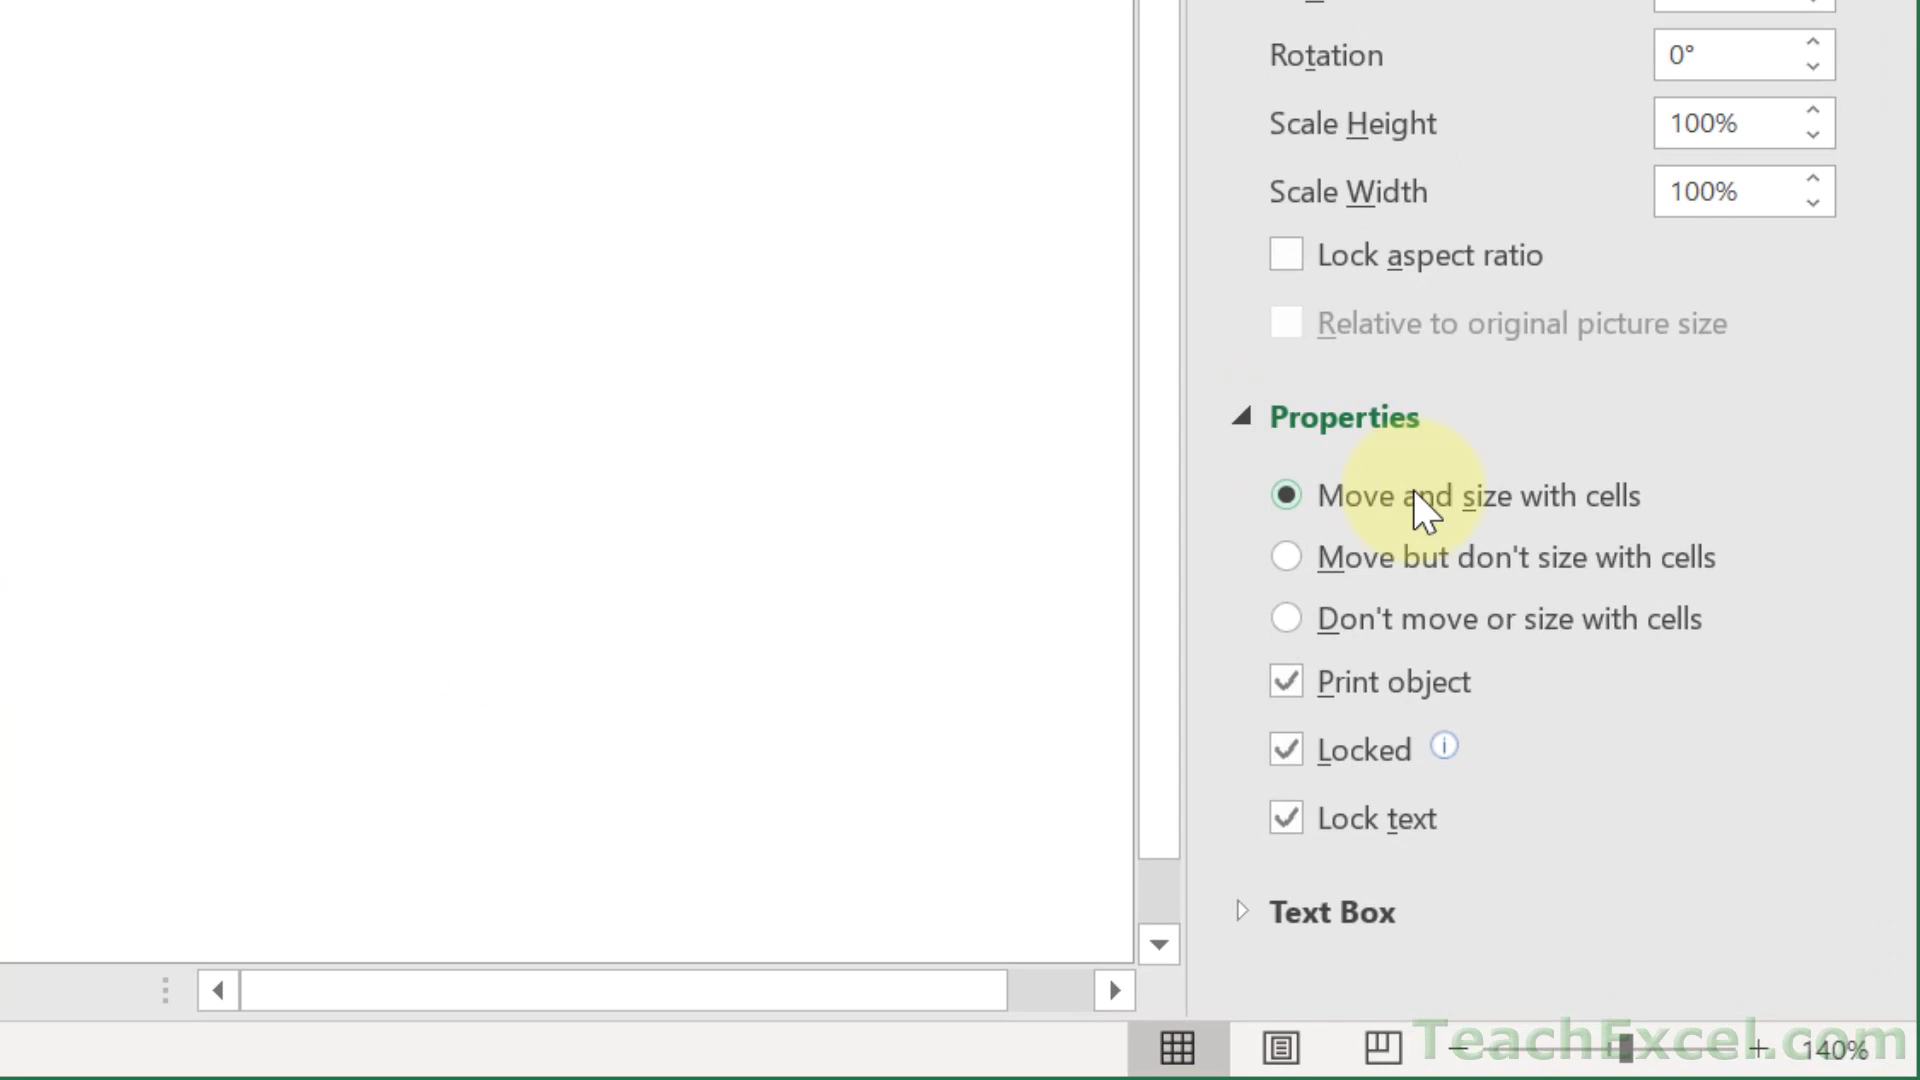 Rotation
0°
Scale Height
100%
Scale Width
100%
Lock aspect ratio
Relative to original picture size
Properties
Move and size with cells
Move but don't size with cells
Don't move or size with cells
Print object
Locked
Lock text
Text Box
TeachExcel.com
140%